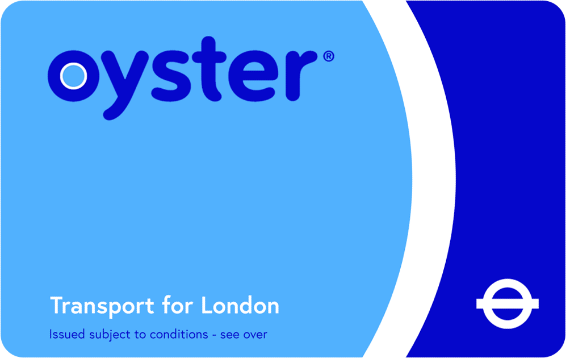 oyster®
Transport for London
Issued subject to conditions - see over